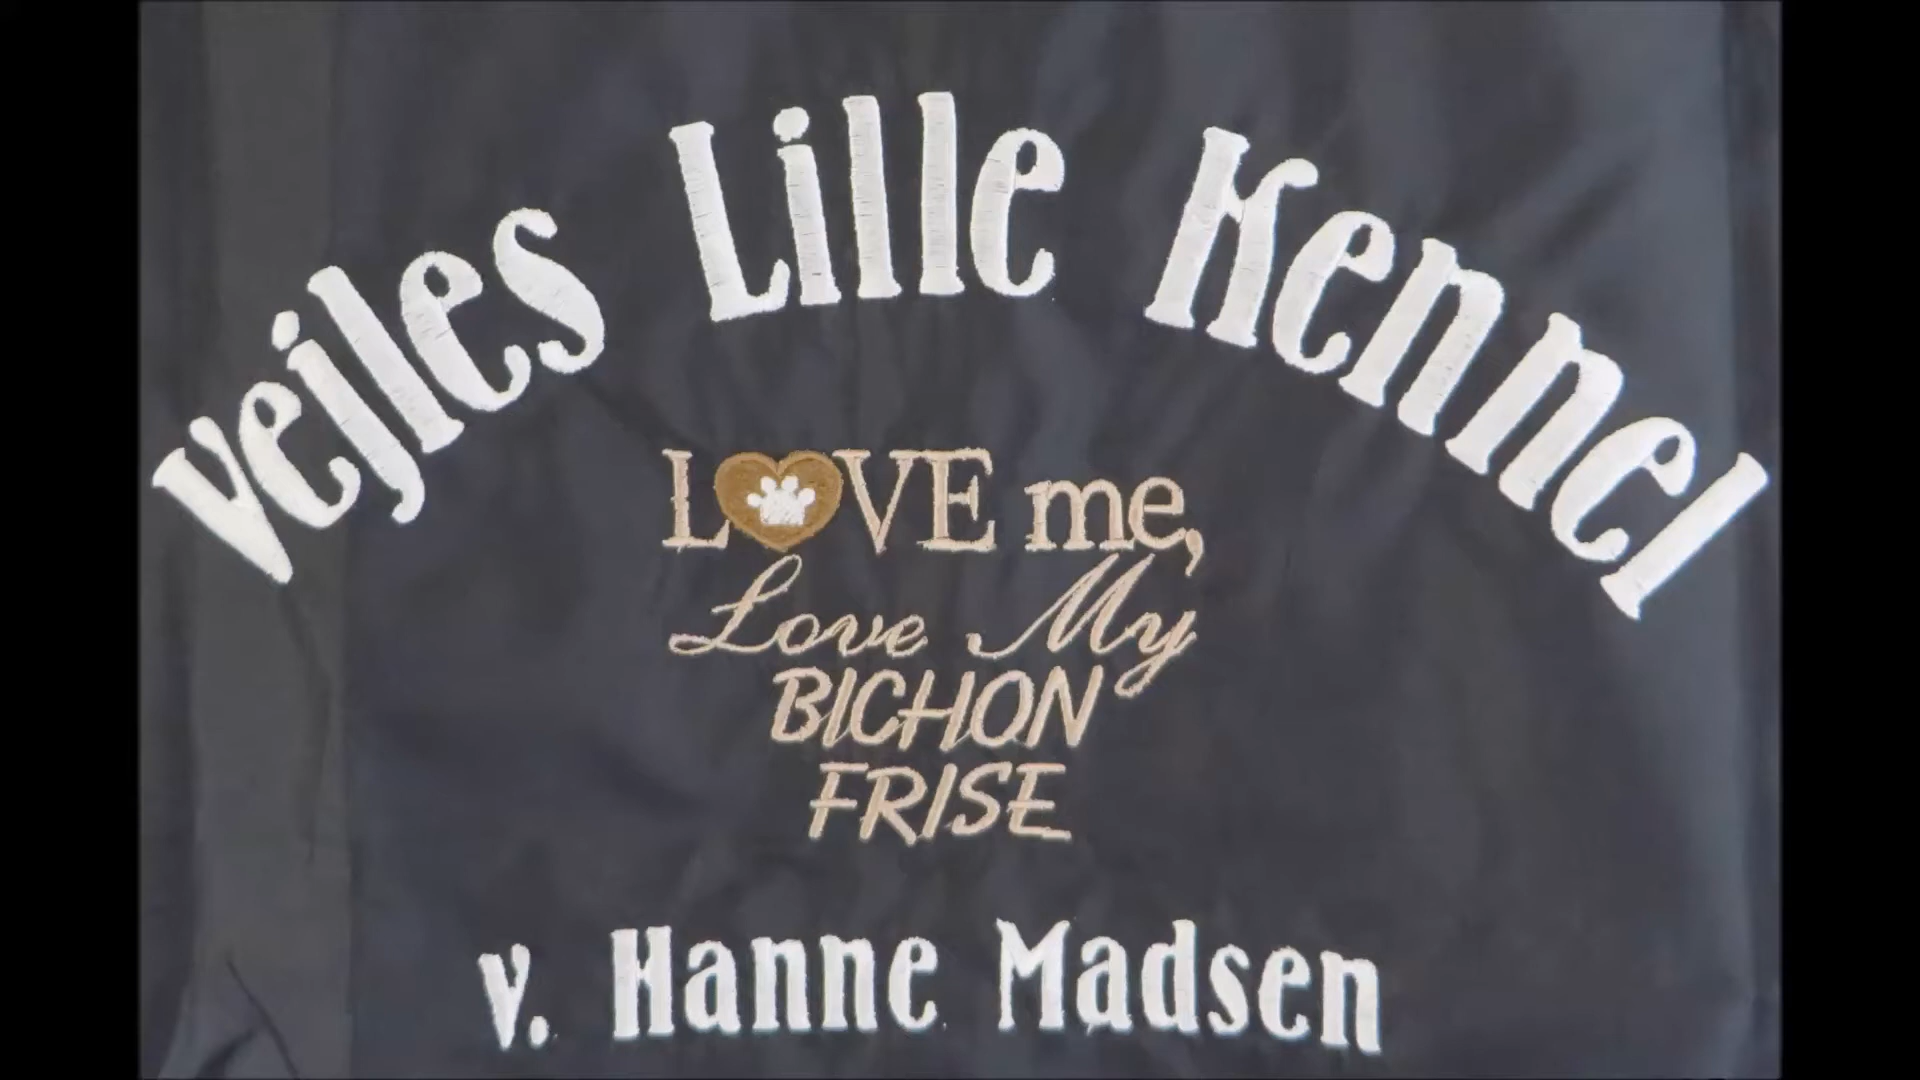 Vejles Lille Kennel
LOVE me,
Love My
BICHON
FRISE
v. Hanne Madsen